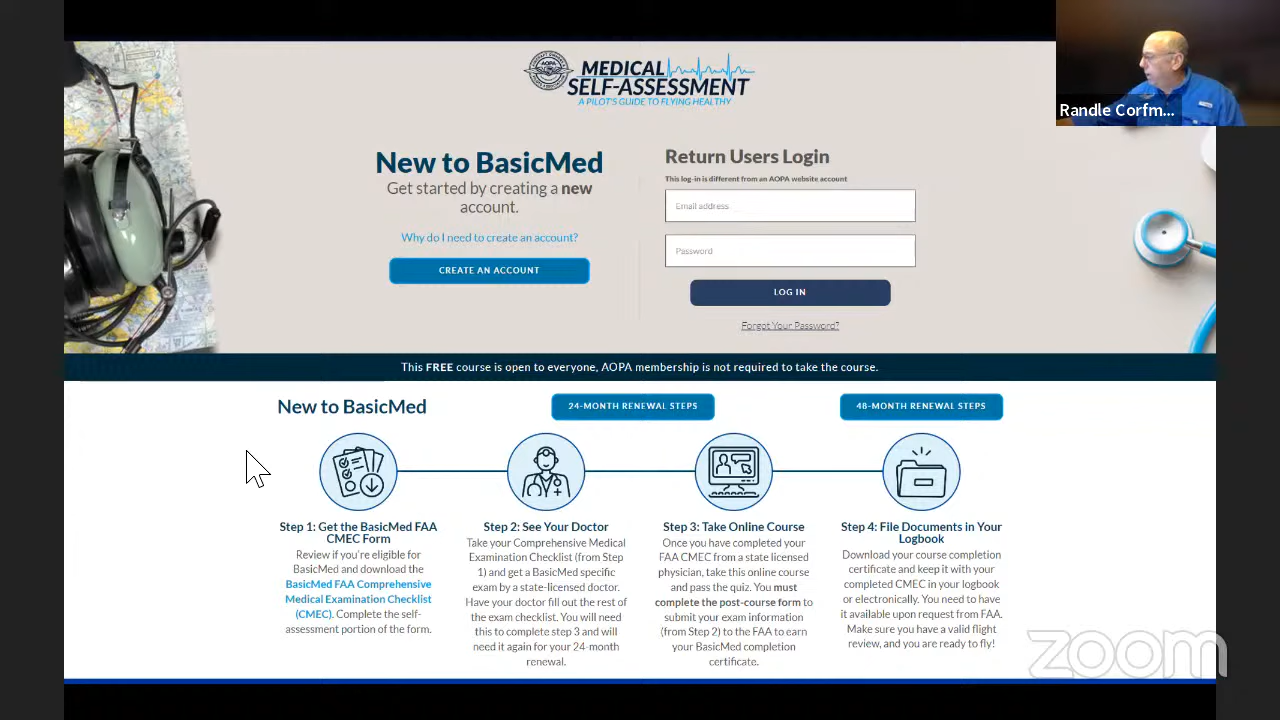 AOPA
MEDICAL
SELF-ASSESSMENT
A PILOT'S GUIDE TO FLYING HEALTHY
Randle Corfm...
New to BasicMed
Get started by creating a new
account.
Why do I need to create an account?
CREATE AN ACCOUNT
Return Users Login
This log-in is different from an AOPA website account
Email address
Password
LOG IN
Forgot Your Password?
This FREE course is open to everyone, AOPA membership is not required to take the course.
New to BasicMed
24-MONTH RENEWAL STEPS
48-MONTH RENEWAL STEPS
Step 1: Get the BasicMed FAA
CMEC Form
Review if you're eligible for
BasicMed and download the
BasicMed FAA Comprehensive
Medical Examination Checklist
(CMEC). Complete the self-
assessment portion of the form.
Step 2: See Your Doctor
Take your Comprehensive Medical
Examination Checklist (from Step
1) and get a BasicMed specific
exam by a state-licensed doctor.
Have your doctor fill out the rest of
the exam checklist. You will need
this to complete step 3 and will
need it again for your 24-month
renewal.
Step 3: Take Online Course
Once you have completed your
FAA CMEC from a state licensed
physician, take this online course
and pass the quiz. You must
complete the post-course form to
submit your exam information
(from Step 2) to the FAA to earn
your BasicMed completion
certificate.
Step 4: File Documents in Your
Logbook
Download your course completion
certificate and keep it with your
completed CMEC in your logbook
or electronically. You need to have
it available upon request from FAA.
Make sure you have a valid flight
review, and you are ready to fly!
zoom